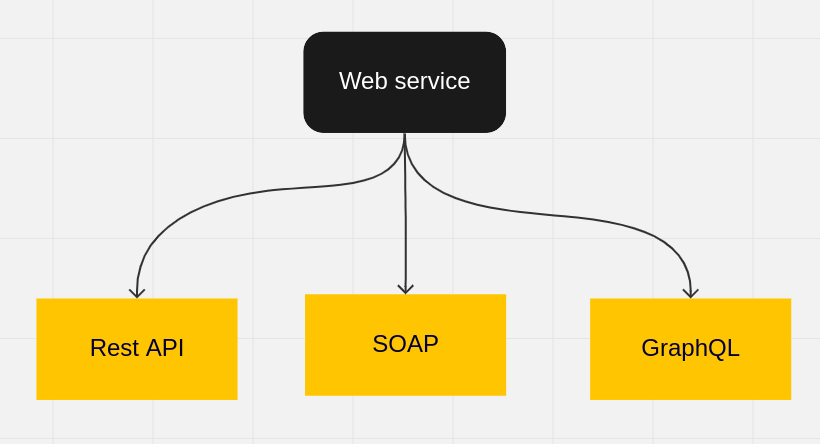 Web service
Rest API
SOAP
GraphQL